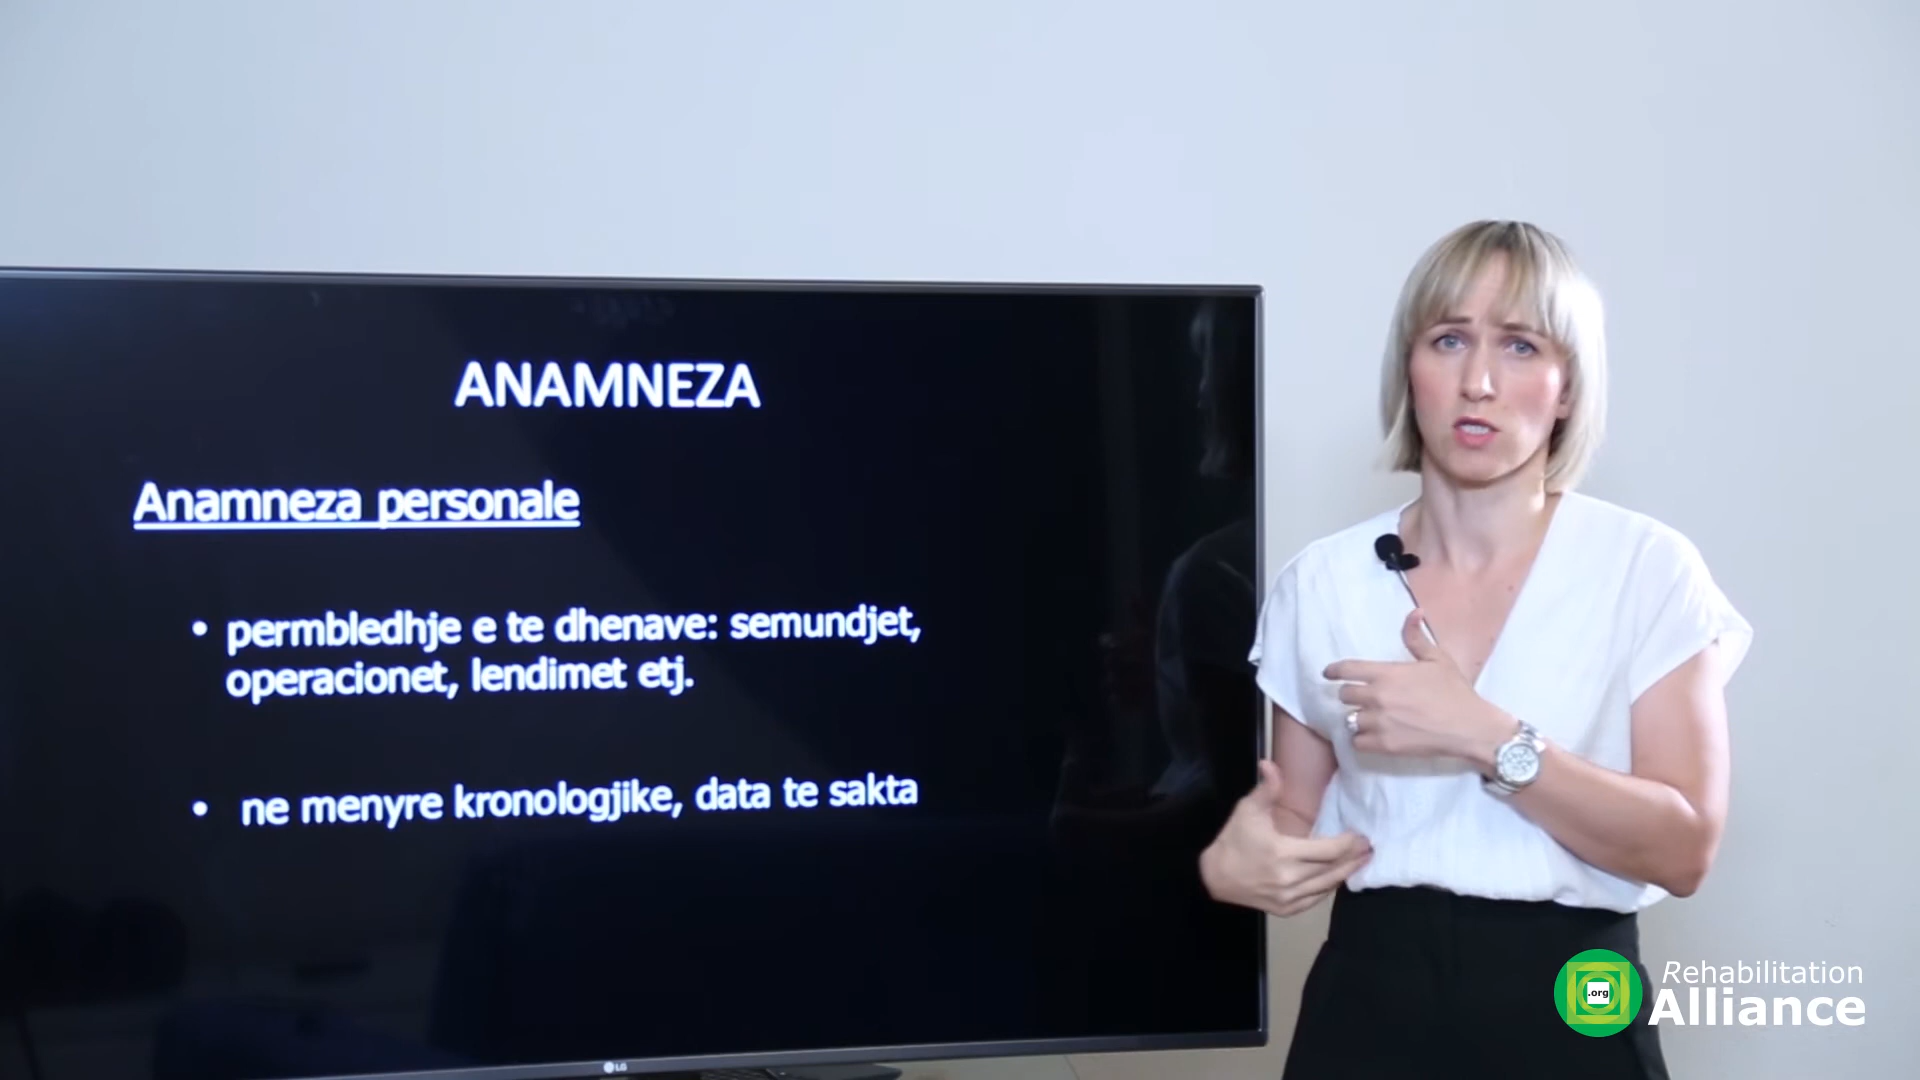 ANAMNEZA
Anamneza personale
• permbledhje e te dhenave: semundjet,
operacionet, lendimet etj.
• ne menyre kronologjike, data te sakta
LG
.org
Rehabilitation
Alliance